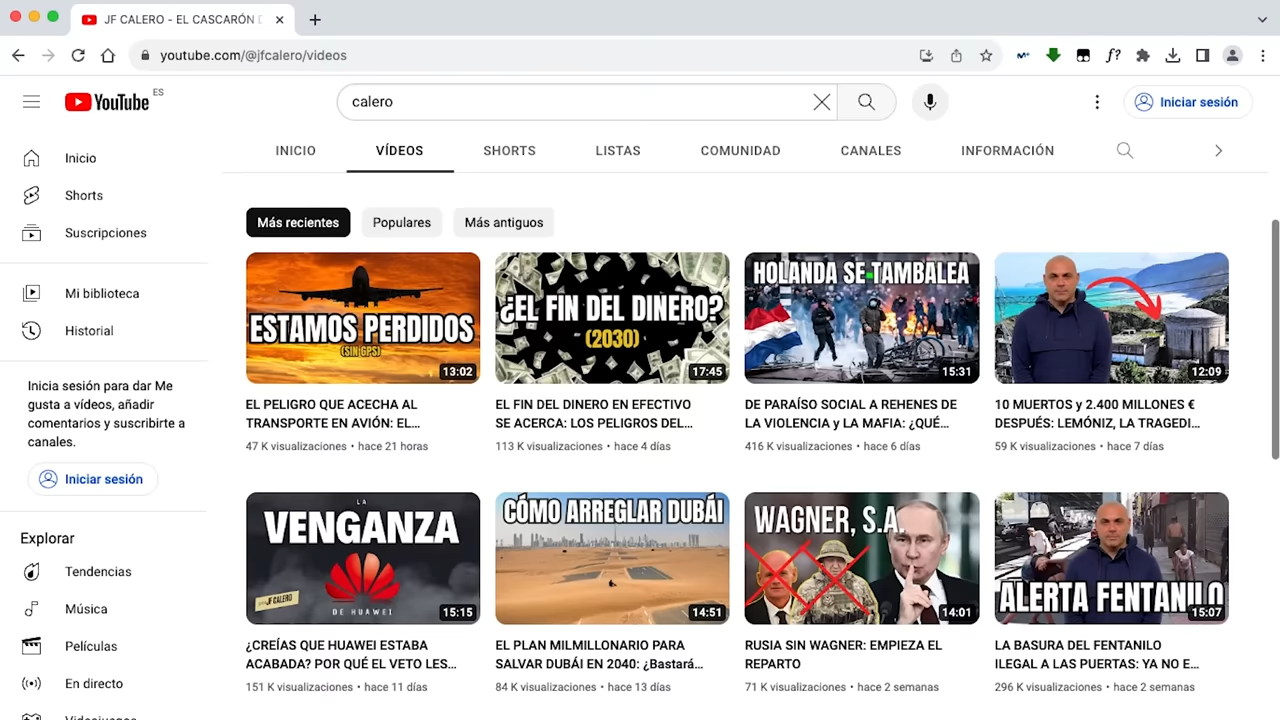 JF CALERO - EL CASCARÓN D
youtube.com/@jfcalero/videos
f?
YouTube ES
calero
Iniciar sesión
INICIO VÍDEOS SHORTS LISTAS COMUNIDAD CANALES INFORMACIÓN
Inicio
Shorts
Suscripciones
Mi biblioteca
Historial
Inicia sesión para dar Me
gusta a vídeos, añadir
comentarios y suscribirte a
canales.
Iniciar sesión
Explorar
Tendencias
Música
Películas
En directo
Videojuegos
Más recientes Populares Más antiguos
ESTAMOS PERDIDOS
(SIN GPS)
13:02
EL PELIGRO QUE ACECHA AL
TRANSPORTE EN AVIÓN: EL...
47 K visualizaciones • hace 21 horas
¿EL FIN DEL DINERO?
(2030)
17:45
EL FIN DEL DINERO EN EFECTIVO
SE ACERCA: LOS PELIGROS DEL...
113 K visualizaciones • hace 4 días
HOLANDA SE TAMBALEA
15:31
DE PARAÍSO SOCIAL A REHENES DE
LA VIOLENCIA y LA MAFIA: ¿QUÉ...
416 K visualizaciones • hace 6 días
12:09
10 MUERTOS y 2.400 MILLONES €
DESPUÉS: LEMÓNIZ, LA TRAGEDI...
59 K visualizaciones • hace 7 días
LA
VENGANZA
DE HUAWEI
JF CALERO
15:15
¿CREÍAS QUE HUAWEI ESTABA
ACABADA? POR QUÉ EL VETO LES...
151 K visualizaciones • hace 11 días
CÓMO ARREGLAR DUBÁI
14:51
EL PLAN MILMILLONARIO PARA
SALVAR DUBÁI EN 2040: ¿Bastará...
84 K visualizaciones • hace 13 días
WAGNER, S.A.
14:01
RUSIA SIN WAGNER: EMPIEZA EL
REPARTO
71 K visualizaciones • hace 2 semanas
ALERTA FENTANILO
15:07
LA BASURA DEL FENTANILO
ILEGAL A LAS PUERTAS: YA NO E...
296 K visualizaciones • hace 2 semanas